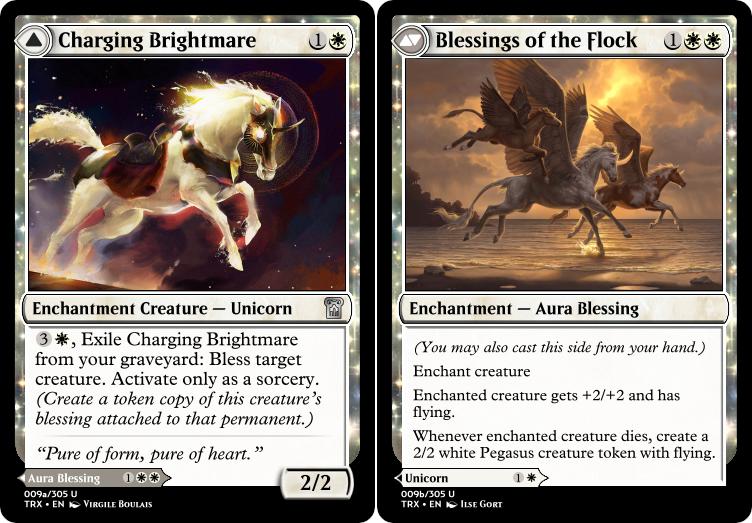 Charging Brightmare 1
Enchantment Creature — Unicorn
3 , Exile Charging Brightmare
from your graveyard: Bless target
creature. Activate only as a sorcery.
(Create a token copy of this creature's
blessing attached to that permanent.)
"Pure of form, pure of heart."
Aura Blessing 1
2/2
009a/305 U
TRX • EN Virgile Boulais
Blessings of the Flock 1
Enchantment — Aura Blessing
(You may also cast this side from your hand.)
Enchant creature
Enchanted creature gets +2/+2 and has
flying.
Whenever enchanted creature dies, create a
2/2 white Pegasus creature token with flying.
Unicorn 1
009b/305 U
TRX • EN Ilse Gort